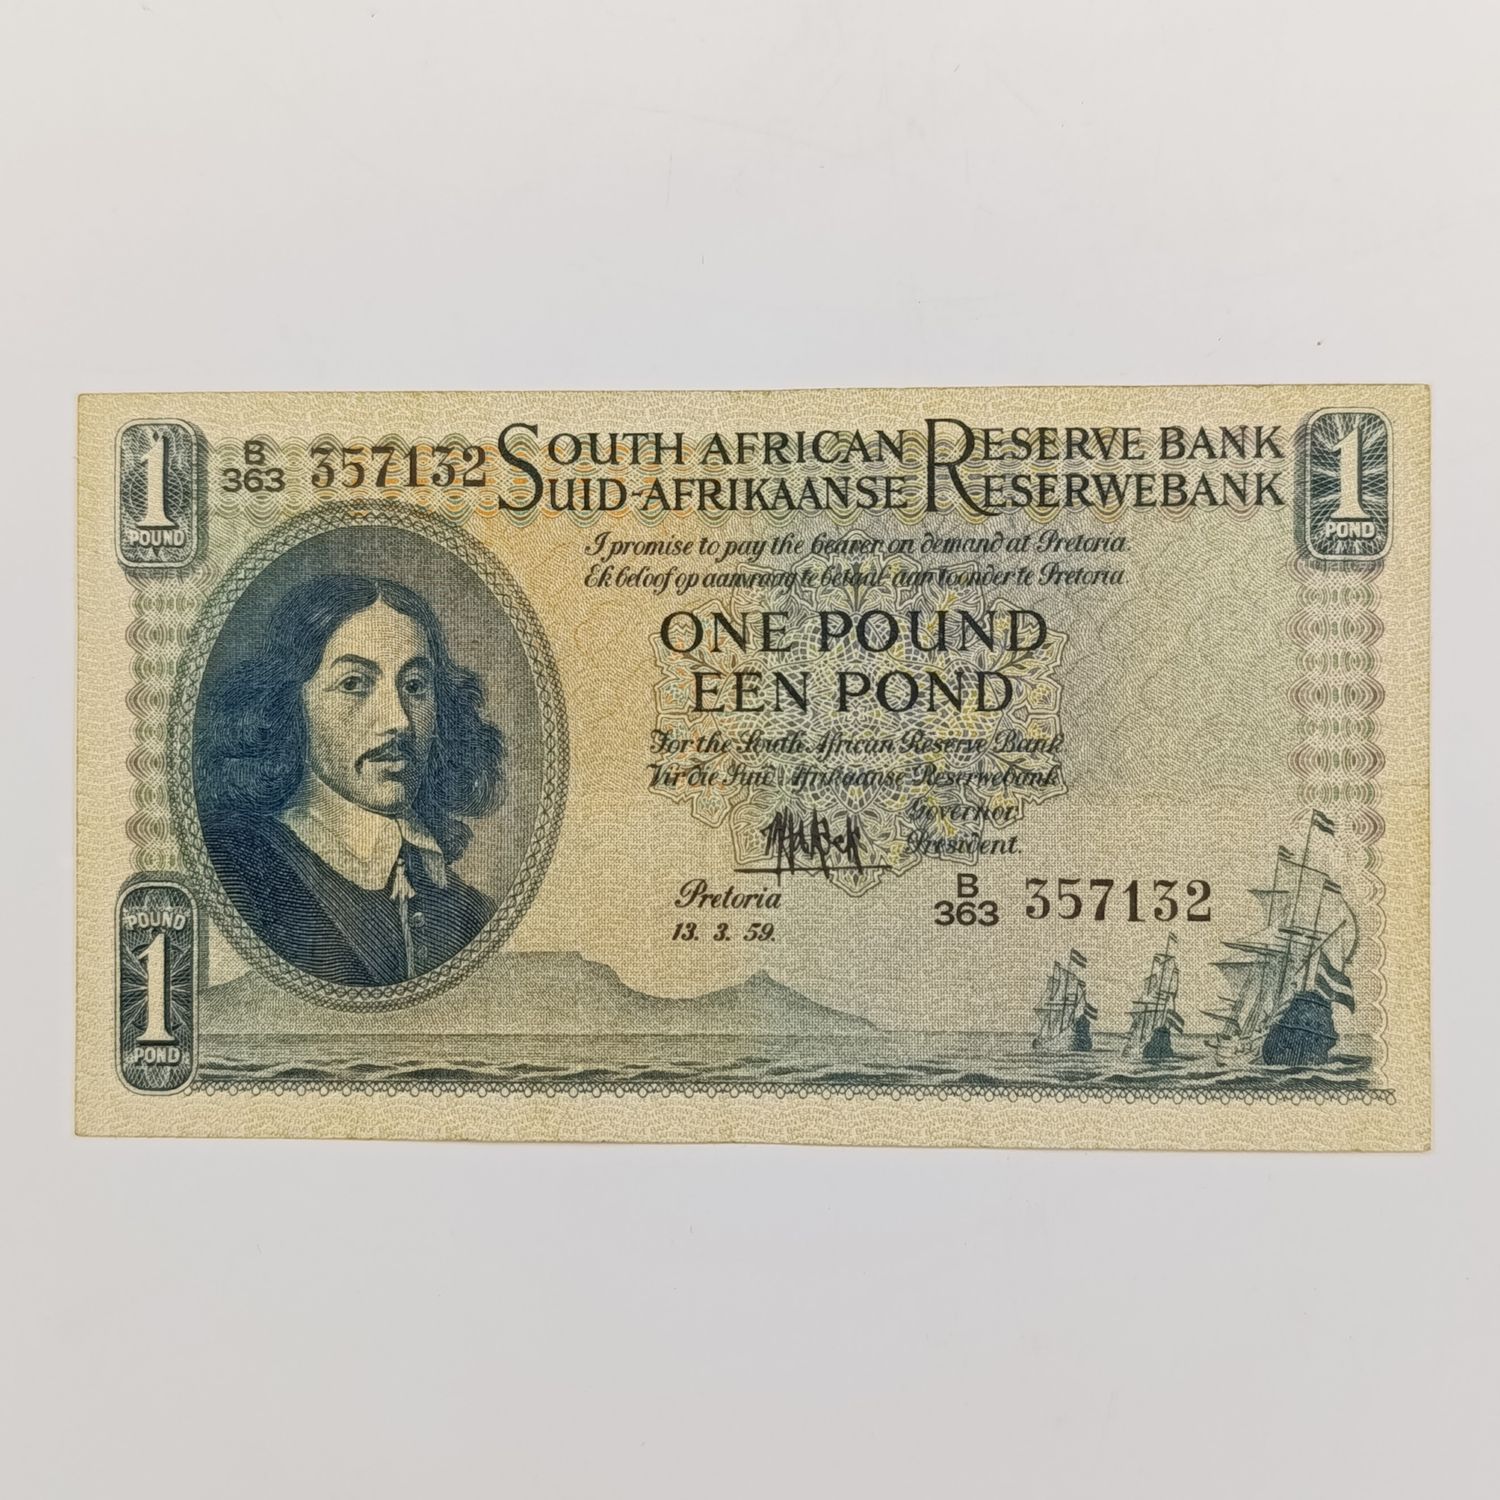 1
POUND
B
363 357132
SOUTH AFRICAN RESERVE BANK
SUID-AFRIKAANSE RESERWEBANK
1
POND
I promise to pay the bearer on demand at Pretoria.
Ek beloof op aanvraag te betaal aan toonder te Pretoria
ONE POUND
EEN POND
For the South African Reserve Bank.
Vir die Suid-Afrikaanse Reserwebank.
Governor.
President.
Pretoria
13. 3. 59.
B
363 357132
POUND
1
POND